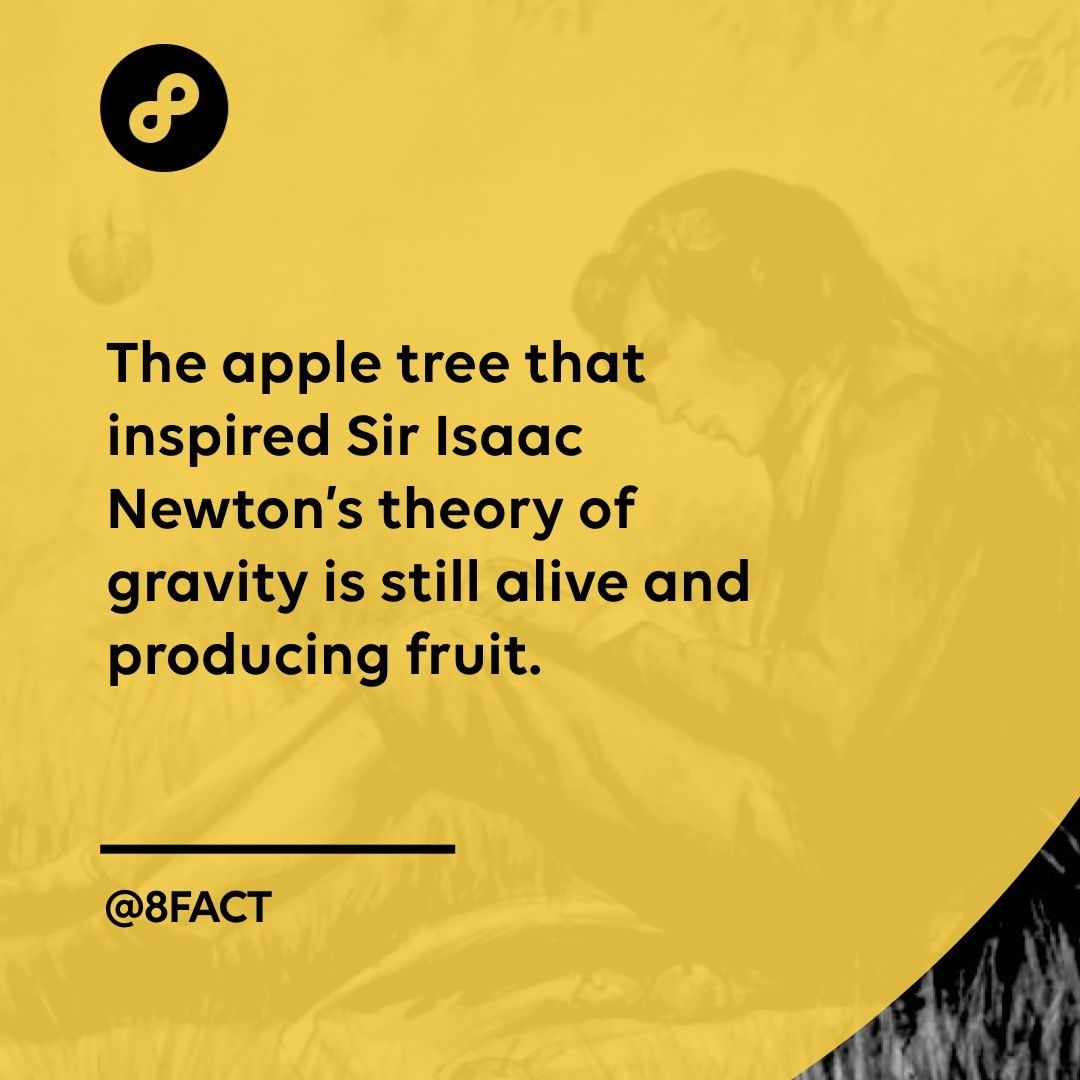 The apple tree that
inspired Sir Isaac
Newton's theory of
gravity is still alive and
producing fruit.
@8FACT